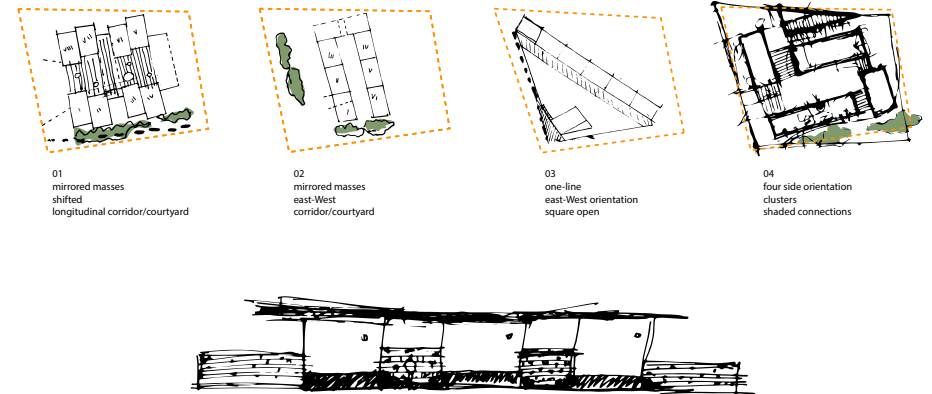 01
mirrored masses
shifted
longitudinal corridor/courtyard
02
mirrored masses
east-West
corridor/courtyard
03
one-line
east-West orientation
square open
04
four side orientation
clusters
shaded connections